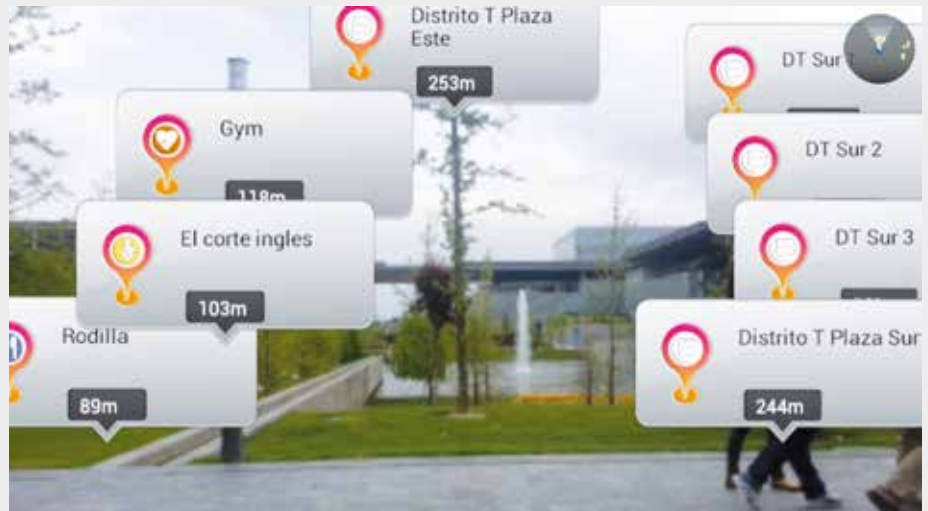 Distrito T Plaza
Este
253m
DT Sur
Gym
118m
DT Sur 2
El corte ingles
103m
DT Sur 3
Rodilla
89m
Distrito T Plaza Sur
244m